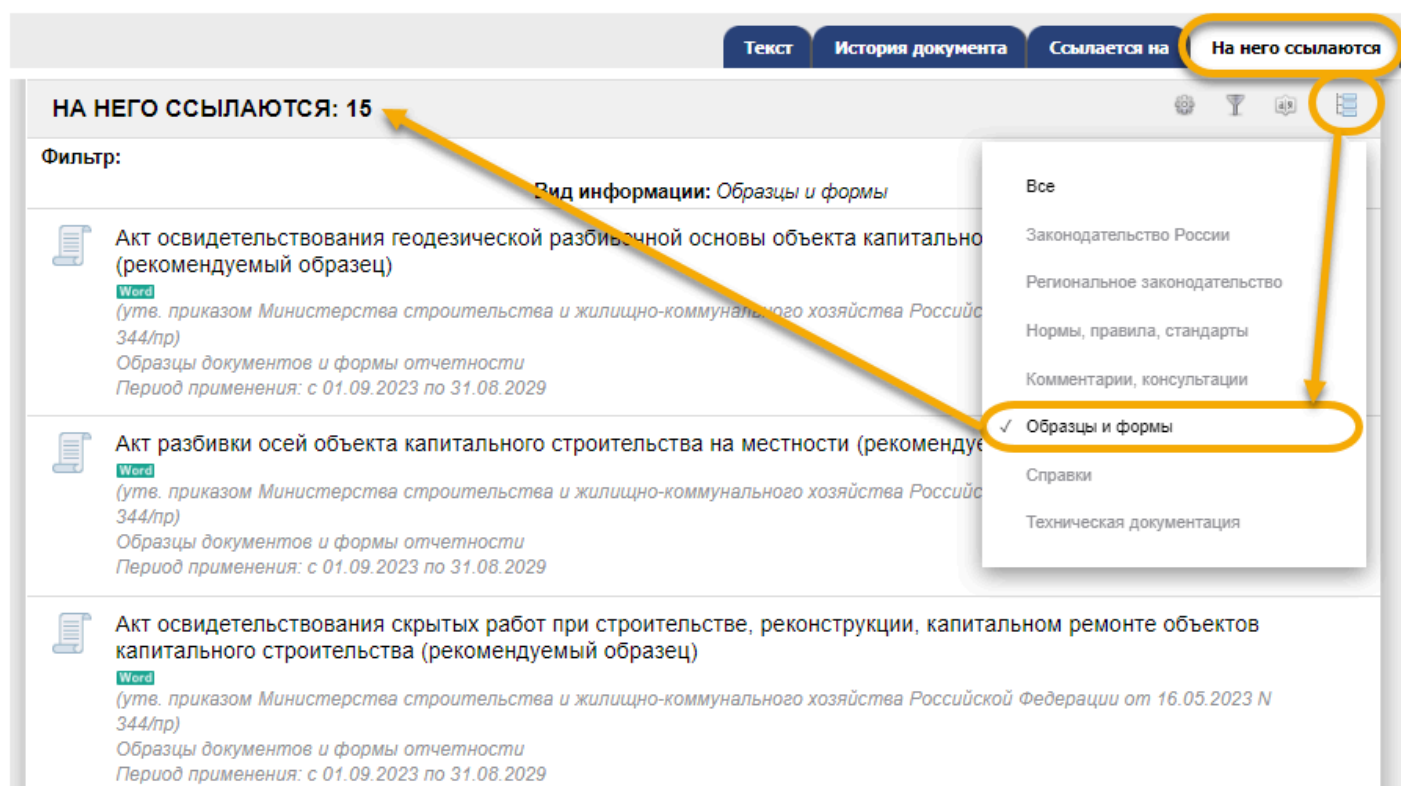 Текст История документа Ссылается на На него ссылаются
НА НЕГО ССЫЛАЮТСЯ: 15
Фильтр:
Вид информации: Образцы и формы
Акт освидетельствования геодезической разбивочной основы объекта капитально
(рекомендуемый образец)
Word
(утв. приказом Министерства строительства и жилищно-коммунального хозяйства Российс
344/пр)
Образцы документов и формы отчетности
Период применения: с 01.09.2023 по 31.08.2029
Акт разбивки осей объекта капитального строительства на местности (рекомендуе
Word
(утв. приказом Министерства строительства и жилищно-коммунального хозяйства Российс
344/пр)
Образцы документов и формы отчетности
Период применения: с 01.09.2023 по 31.08.2029
Акт освидетельствования скрытых работ при строительстве, реконструкции, капитальном ремонте объектов
капитального строительства (рекомендуемый образец)
Word
(утв. приказом Министерства строительства и жилищно-коммунального хозяйства Российской Федерации от 16.05.2023 N
344/пр)
Образцы документов и формы отчетности
Период применения: с 01.09.2023 по 31.08.2029
Все
Законодательство России
Региональное законодательство
Нормы, правила, стандарты
Комментарии, консультации
✓ Образцы и формы
Справки
Техническая документация